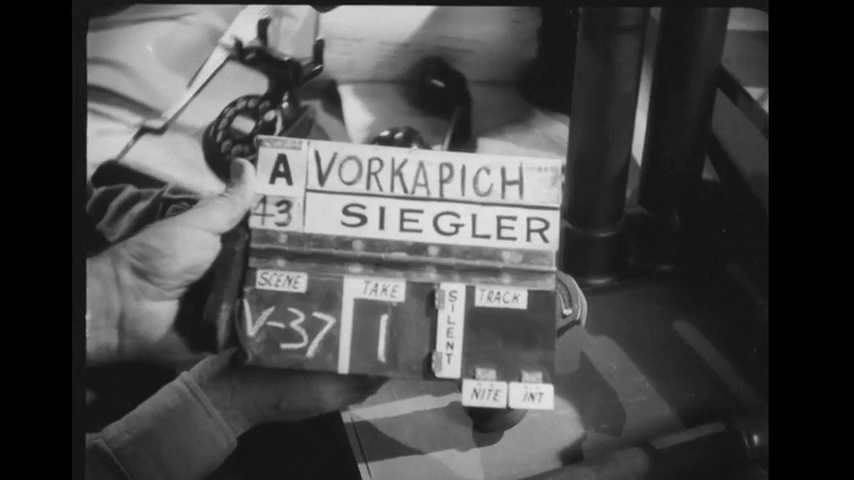 A VORKAPICH
43 SIEGLER
SCENE TAKE SILENT TRACK
V-37 1
NITE INT